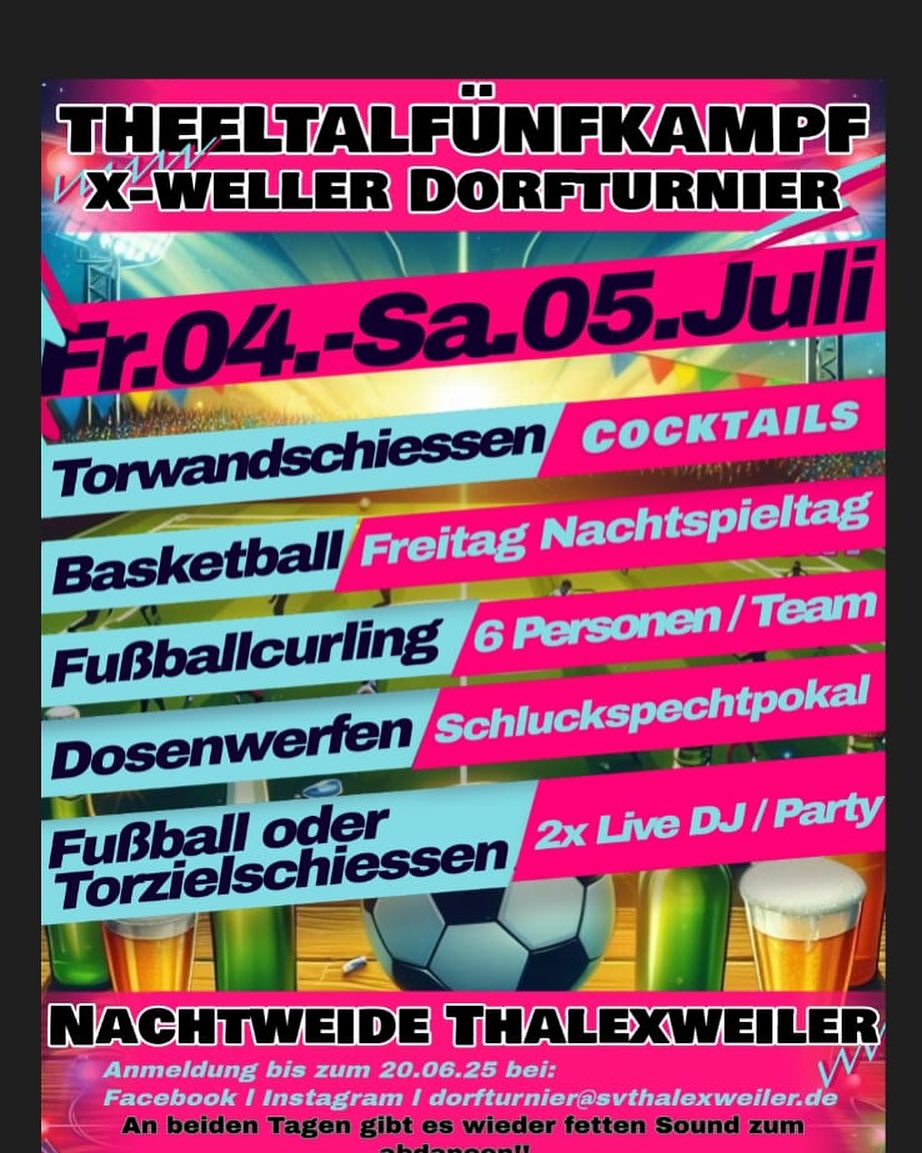 THEELTALFÜNFKAMPF
X-WELLER DORFTURNIER
Fr.04.-Sa.05.Juli
Torwandschiessen COCKTAILS
Basketball Freitag Nachtspieltag
Fußballcurling 6 Personen / Team
Dosenwerfen Schluckspechtpokal
Fußball oder
Torzielschiessen 2x Live DJ / Party
NACHTWEIDE THALEXWEILER
Anmeldung bis zum 20.06.25 bei:
Facebook I Instagram I dorfturnier@svthalexweiler.de
An beiden Tagen gibt es wieder fetten Sound zum